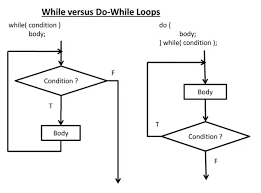 While versus Do-While Loops
while( condition )
body;
do {
body;
} while( condition );
Condition ?
F
T
Body
Body
T
Condition ?
F